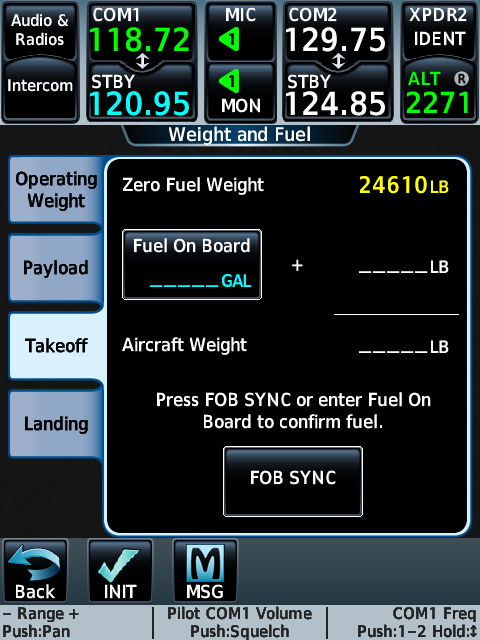 Audio &
Radios
COM1
118.72
MIC
1
COM2
129.75
XPDR2
IDENT
Intercom
STBY
120.95
1
MON
STBY
124.85
ALT R
2271
Weight and Fuel
Operating
Weight
Payload
Takeoff
Landing
Zero Fuel Weight 24610LB
Fuel On Board
_____GAL
+ _____LB
Aircraft Weight _____LB
Press FOB SYNC or enter Fuel On
Board to confirm fuel.
FOB SYNC
Back
INIT
MSG
– Range +
Push:Pan
Pilot COM1 Volume
Push:Squelch
COM1 Freq
Push:1–2 Hold:↕